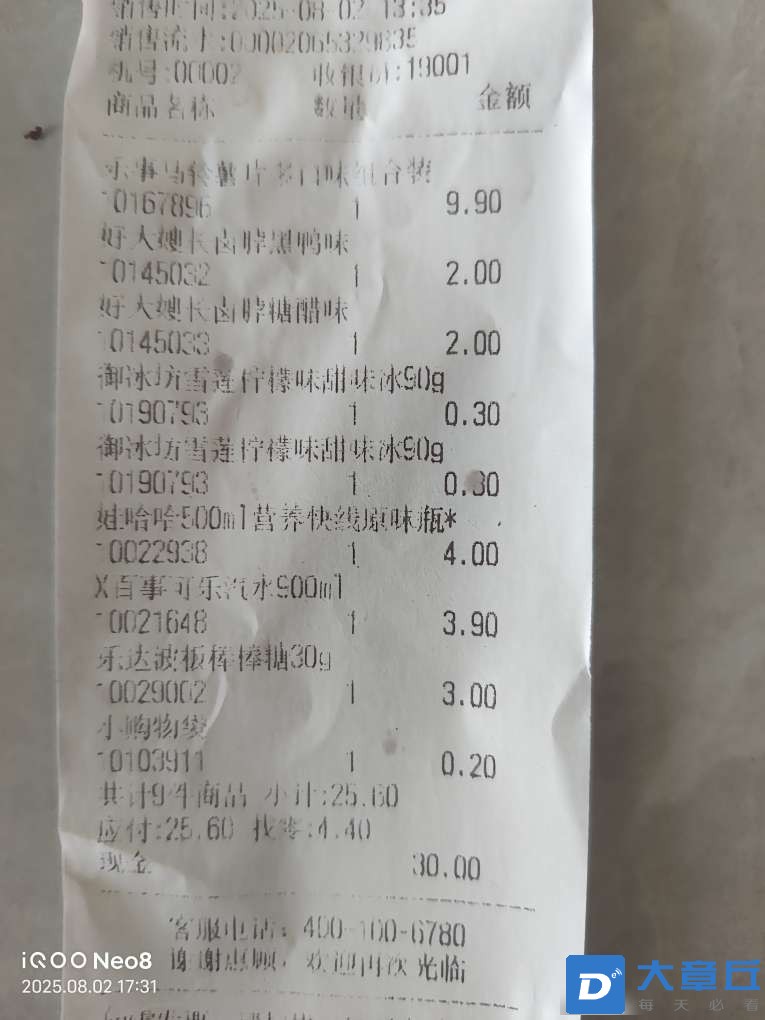 销售时间:2025-08-02 13:35
销售流水:00002065329835
机号:00002 收银员:19001
商品名称 数量 金额
乐事马铃薯片多口味组合装
10167896 1 9.90
好大嫂长卤脖黑鸭味
10145032 1 2.00
好大嫂长卤脖糖醋味
10145033 1 2.00
御冰坊雪莲柠檬味甜味冰90g
10190793 1 0.30
御冰坊雪莲柠檬味甜味冰90g
10190793 1 0.30
娃哈哈500ml营养快线原味瓶*
10022938 1 4.00
X百事可乐汽水900ml
10021648 1 3.90
乐达波板棒棒糖30g
10029002 1 3.00
小购物袋
10103911 1 0.20
共计9件商品 小计:25.60
应付:25.60 找零:4.40
现金 30.00
客服电话: 400-100-6780
谢谢惠顾，欢迎再次光临
iQOO Neo8
2025.08.02 17:31
大章丘
每天必看